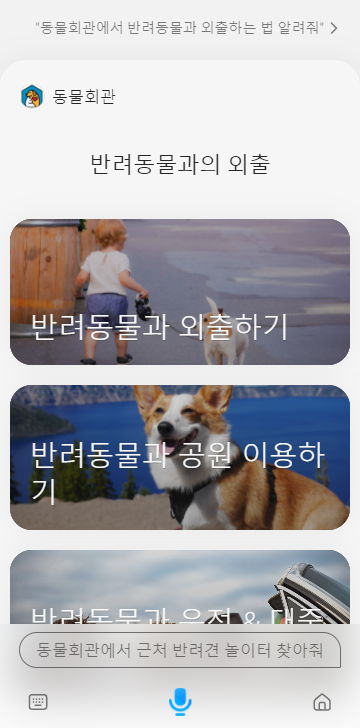 "동물회관에서 반려동물과 외출하는 법 알려줘"
동물회관
반려동물과의 외출
반려동물과 외출하기
반려동물과 공원 이용하
기
반려동물과 운전 & 대중
동물회관에서 근처 반려견 놀이터 찾아줘